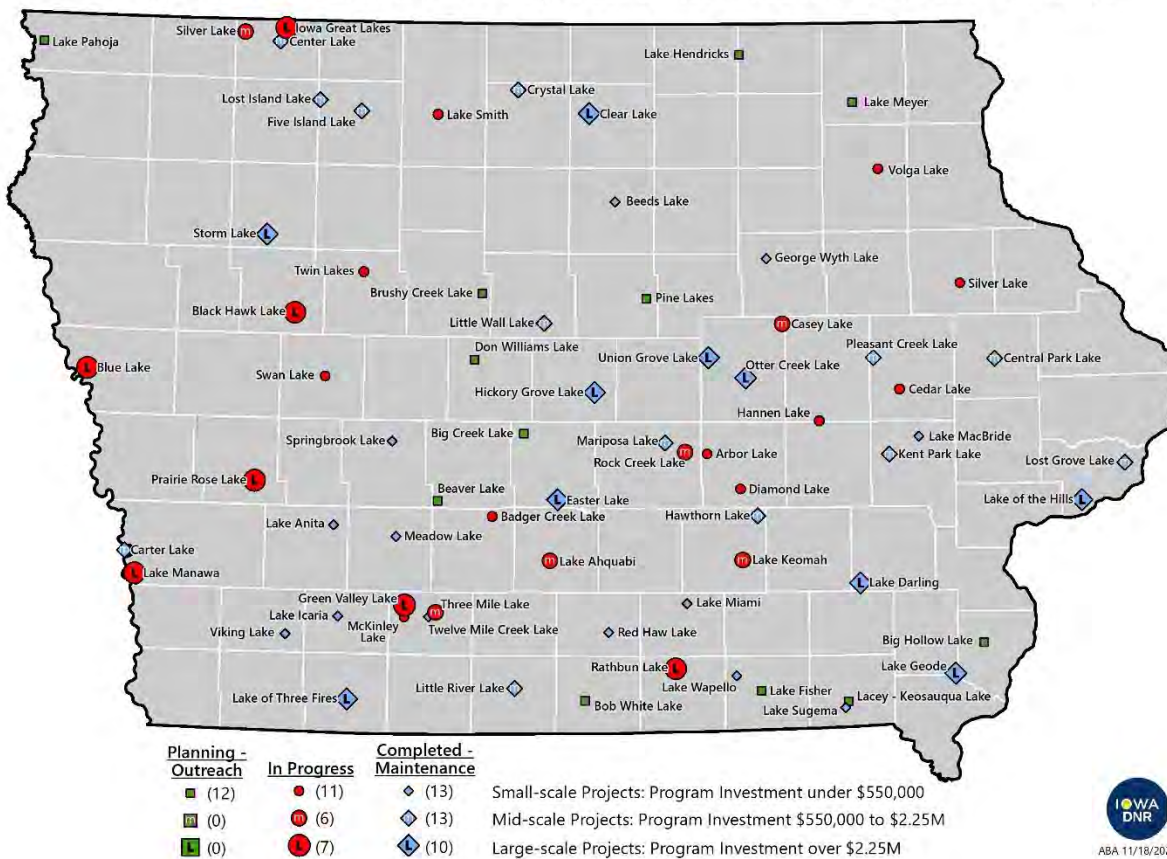 Silver Lake
m
L
Iowa Great Lakes
Center Lake
Lake Pahoja
Lake Hendricks
Lost Island Lake
Five Island Lake
Lake Smith
Crystal Lake
L
Clear Lake
Lake Meyer
Volga Lake
Beeds Lake
Storm Lake
L
George Wyth Lake
Twin Lakes
Silver Lake
Brushy Creek Lake
Pine Lakes
Black Hawk Lake
L
Little Wall Lake
m
Casey Lake
Pleasant Creek Lake
Don Williams Lake
Union Grove Lake
L
Otter Creek Lake
L
Central Park Lake
L
Blue Lake
Swan Lake
Hickory Grove Lake
L
Cedar Lake
Hannen Lake
Springbrook Lake
Big Creek Lake
Mariposa Lake
Rock Creek Lake
m
Arbor Lake
Lake MacBride
Kent Park Lake
Lost Grove Lake
Prairie Rose Lake
L
Beaver Lake
L
Easter Lake
Diamond Lake
Lake of the Hills
L
Lake Anita
Badger Creek Lake
Hawthorn Lake
Meadow Lake
Carter Lake
m
Lake Ahquabi
m
Lake Keomah
L
Lake Manawa
L
Lake Darling
Green Valley Lake
L
Three Mile Lake
m
Lake Icaria
McKinley
Lake
Twelve Mile Creek Lake
Lake Miami
Viking Lake
Red Haw Lake
Big Hollow Lake
Rathbun Lake
L
Lake Geode
L
Lake Wapello
Lake of Three Fires
L
Little River Lake
Bob White Lake
Lake Fisher
Lacey - Keosauqua Lake
Lake Sugema
Planning -
Outreach
In Progress
Completed -
Maintenance
(12) (11) (13) Small-scale Projects: Program Investment under $550,000
m (0) m (6) m (13) Mid-scale Projects: Program Investment $550,000 to $2.25M
L (0) L (7) L (10) Large-scale Projects: Program Investment over $2.25M
IOWA
DNR